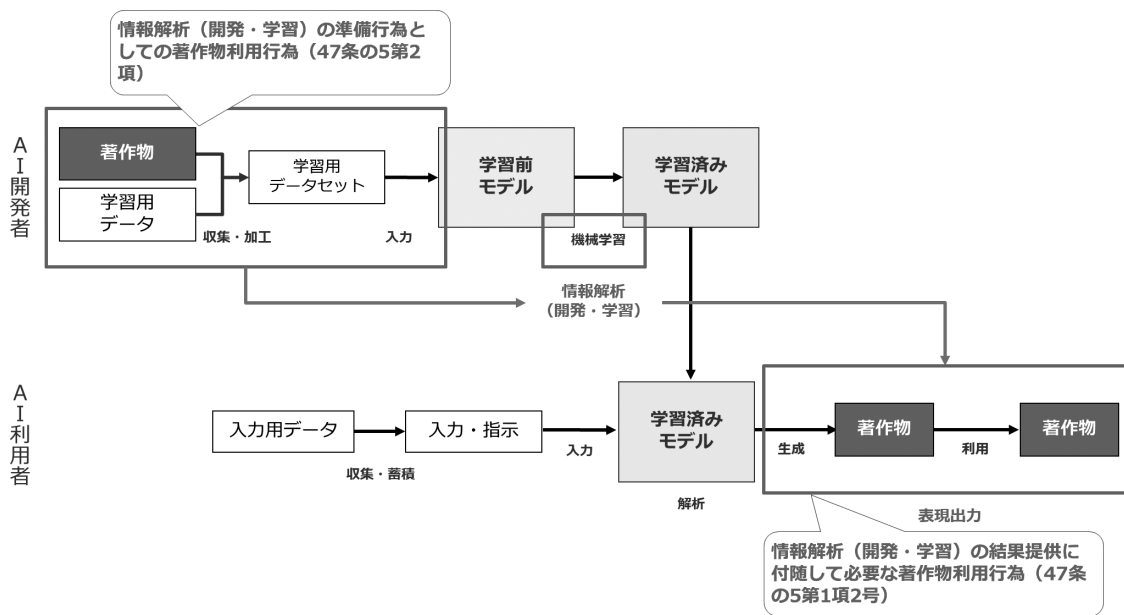 情報解析（開発・学習）の準備行為と
しての著作物利用行為（47条の5第2
項）
AI開発者
著作物
学習用
データ
収集・加工
学習用
データセット
入力
学習前
モデル
機械学習
学習済み
モデル
情報解析
（開発・学習）
AI利用者
入力用データ
収集・蓄積
入力・指示
入力
学習済み
モデル
解析
生成
著作物
利用
著作物
表現出力
情報解析（開発・学習）の結果提供に
付随して必要な著作物利用行為（47条
の5第1項2号）